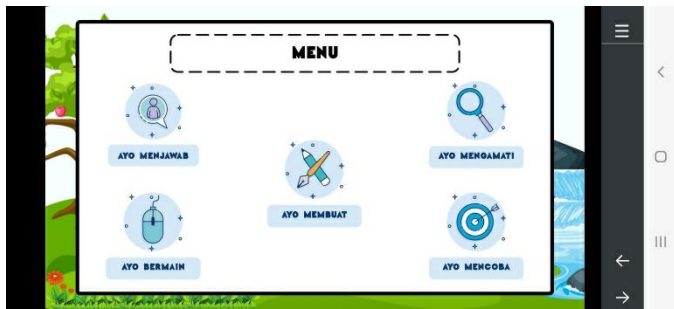 MENU
AYO MENJAWAB
AYO MENGAMATI
AYO MEMBUAT
AYO BERMAIN
AYO MENCOBA